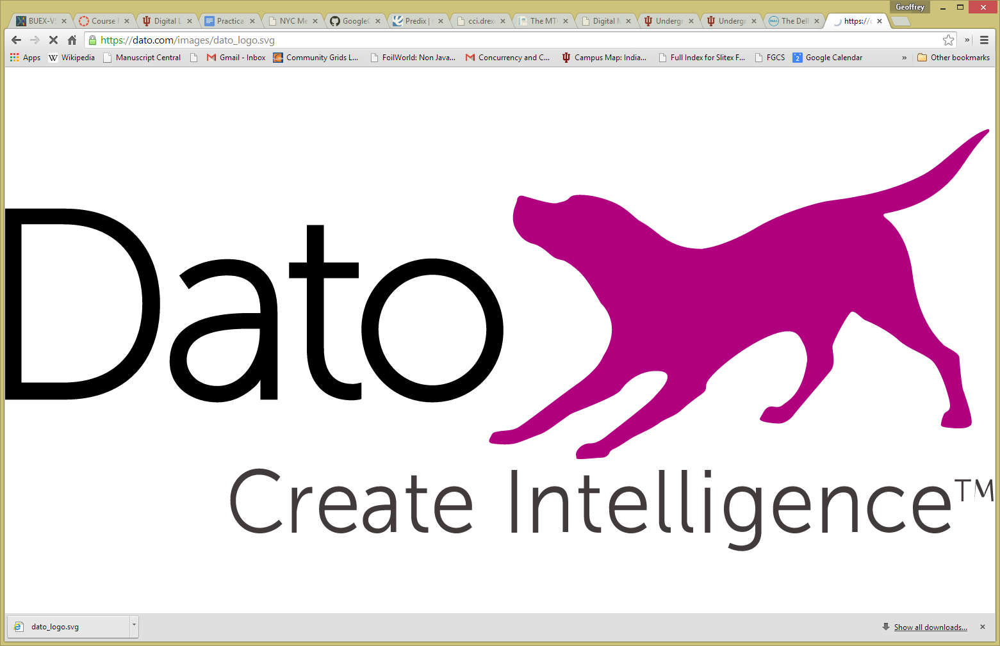 Geoffrey
BUEX-V
Course
Digital L
Practica
NYC Me
Google
Predix |
cci.drex
The MT
Digital
Undergr
Undergr
The Dell
https://
https://dato.com/images/dato_logo.svg
»
Apps
W Wikipedia
Manuscript Central
Gmail - Inbox
Community Grids L...
FoilWorld: Non Java...
Concurrency and C...
Campus Map: India...
Full Index for Slitex F...
FGCS
2 Google Calendar
»
Other bookmarks
Dato
Create Intelligence™
dato_logo.svg
Show all downloads...